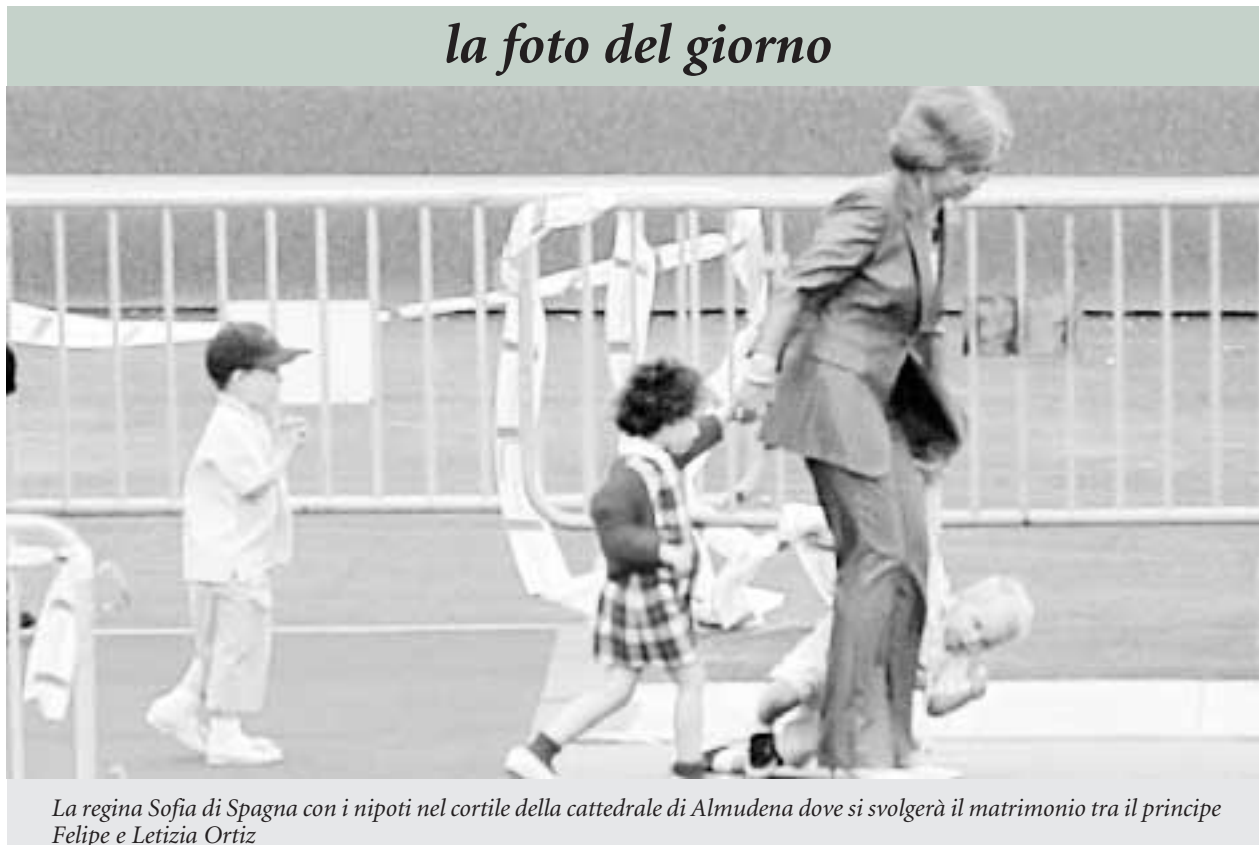 la foto del giorno
La regina Sofia di Spagna con i nipoti nel cortile della cattedrale di Almudena dove si svolgerà il matrimonio tra il principe
Felipe e Letizia Ortiz